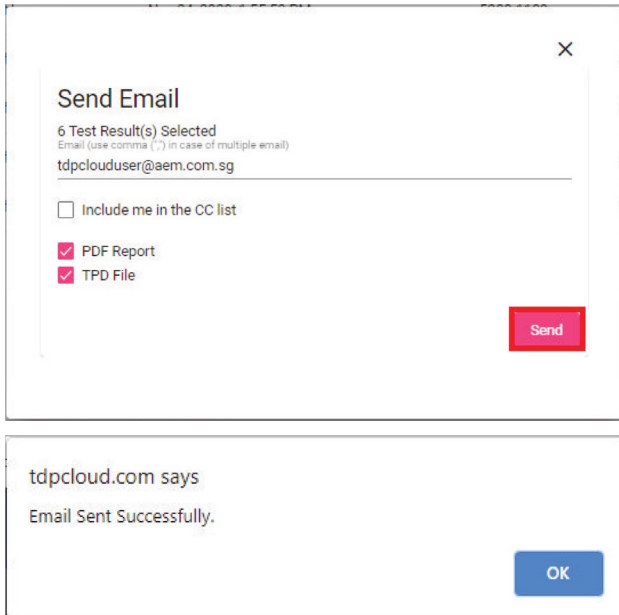 Send Email
6 Test Result(s) Selected
Email (use comma (",") in case of multiple email)
tdpclouduser@aem.com.sg
Include me in the CC list
PDF Report
TPD File
Send
tdpcloud.com says
Email Sent Successfully.
OK